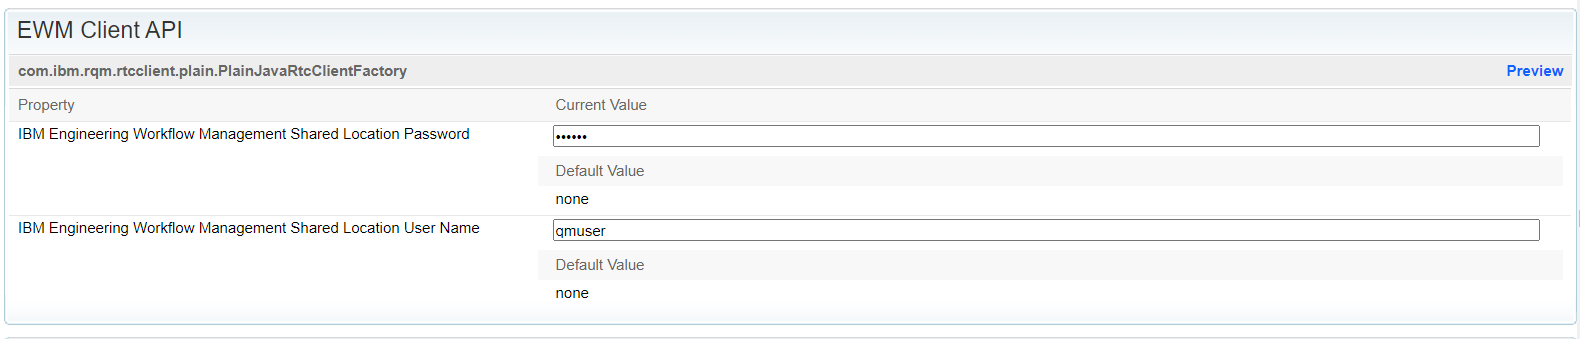 EWM Client API
com.ibm.rqm.rtcclient.plain.PlainJavaRtcClientFactory Preview
Property Current Value
IBM Engineering Workflow Management Shared Location Password ••••••
Default Value
none
IBM Engineering Workflow Management Shared Location User Name qmuser
Default Value
none